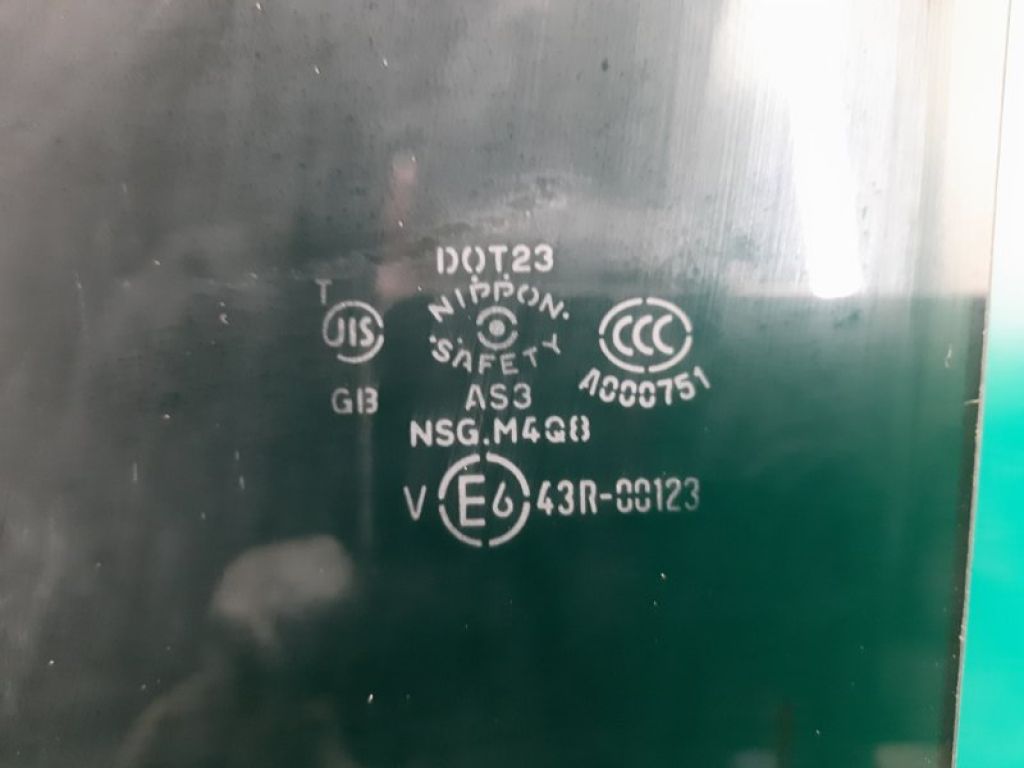 DOT23
T
JIS
NIPPON
SAFETY
CCC
A000751
GB
AS3
NSG.M4Q8
V E6 43R-00123